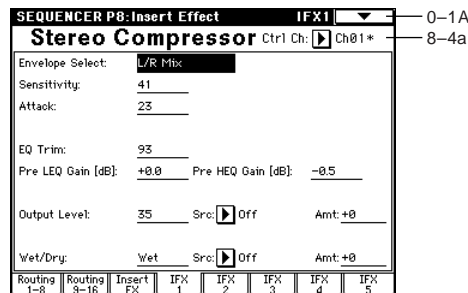 SEQUENCER P8:Insert Effect IFX1 0–1A
Stereo Compressor Ctrl Ch: Ch01* 8–4a
Envelope Select: L/R Mix
Sensitivity: 41
Attack: 23
EQ Trim: 93
Pre LEQ Gain [dB]: +0.0 Pre HEQ Gain [dB]: -0.5
Output Level: 35 Src: Off Amt: +0
Wet/Dry: Wet Src: Off Amt: +0
Routing 1-8 Routing 9-16 Insert FX IFX 1 IFX 2 IFX 3 IFX 4 IFX 5